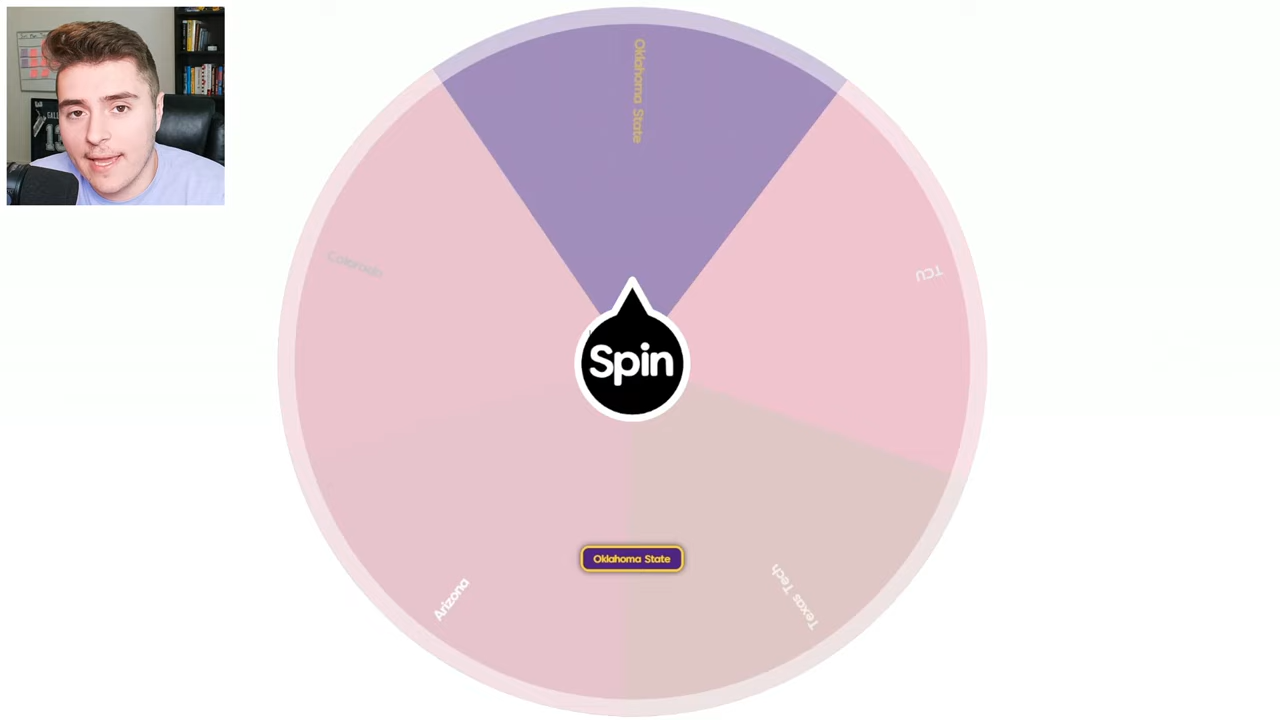 Oklahoma State
Colorado
TCU
Spin
Oklahoma State
Arizona
Texas Tech